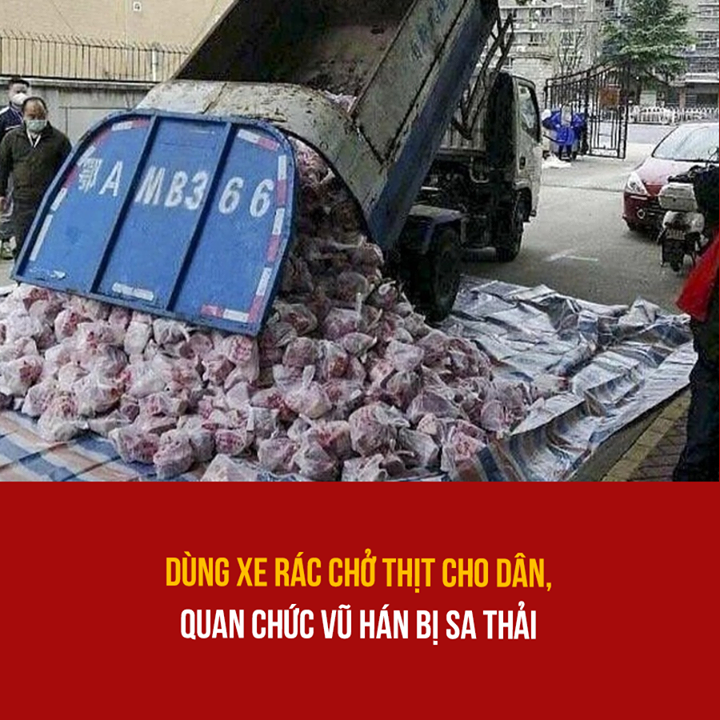 鄂A MB366
DÙNG XE RÁC CHỞ THỊT CHO DÂN,
QUAN CHỨC VŨ HÁN BỊ SA THẢI